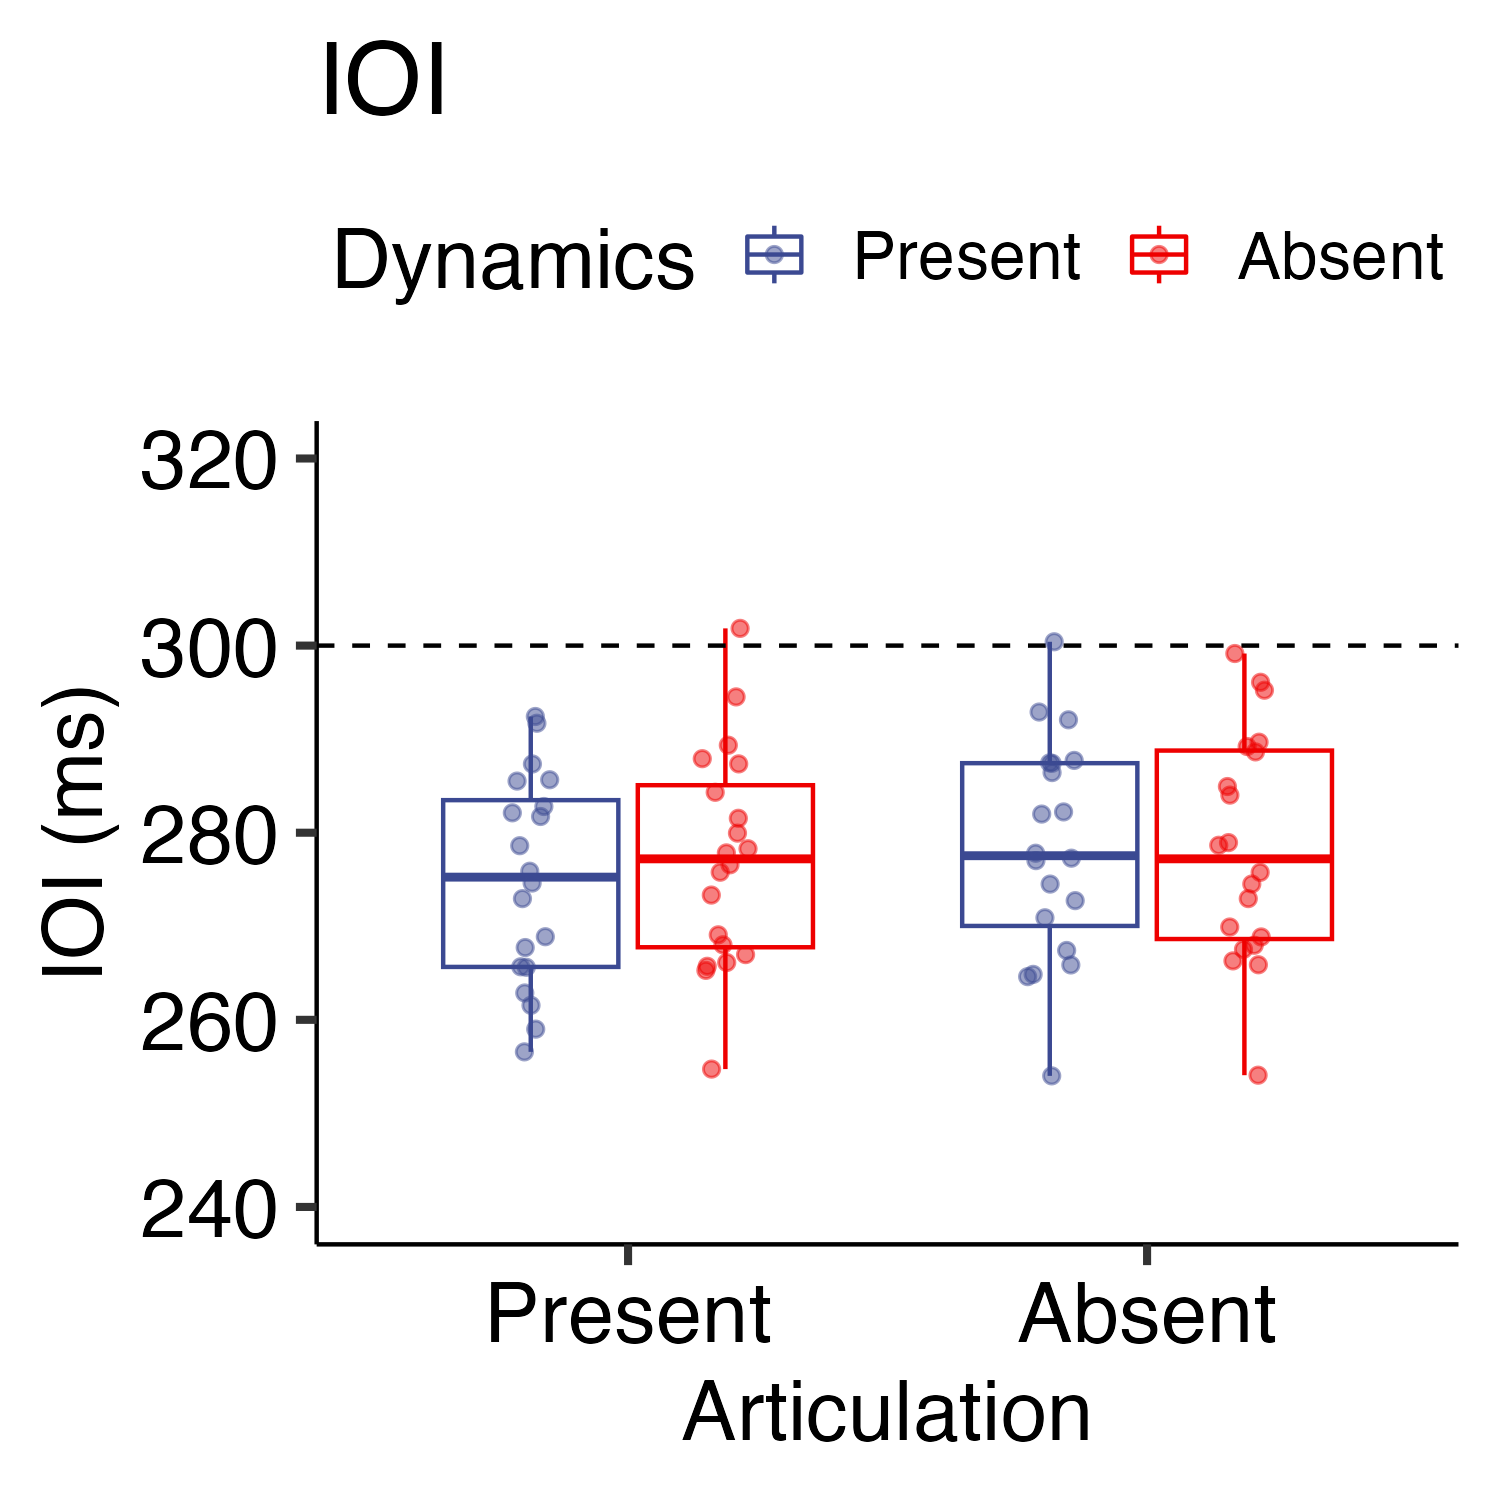 IOI
Dynamics Present Absent
320
300
280
260
240
IOI (ms)
Present Absent
Articulation